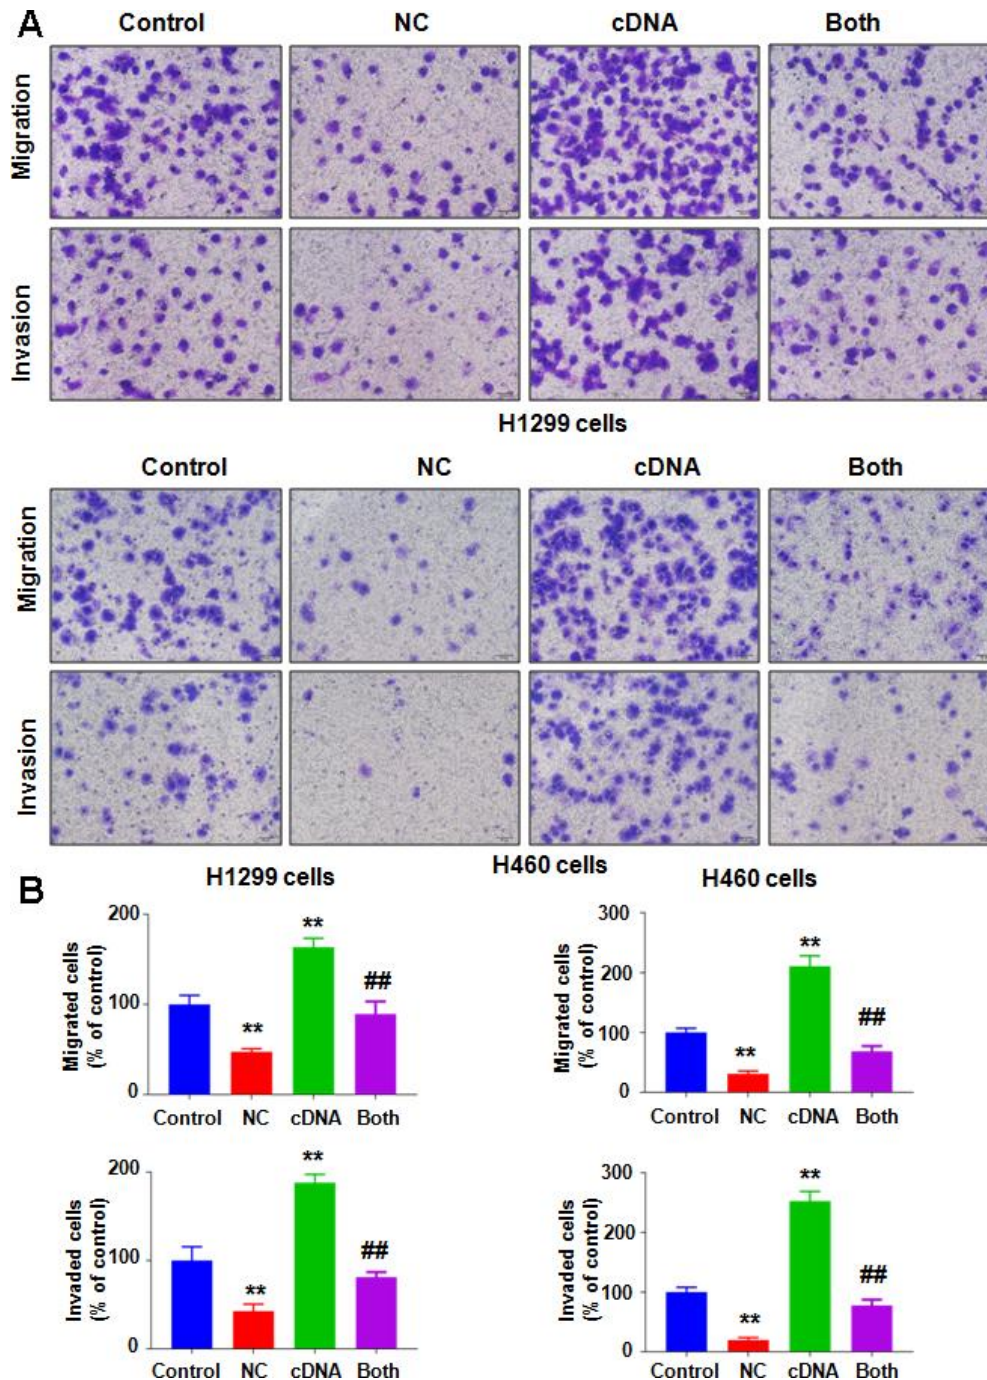 A
Control NC cDNA Both
Migration
Invasion
H1299 cells
Control NC cDNA Both
Migration
Invasion
H460 cells
B
H1299 cells
Migrated cells
(% of control)
200
100
0
**
**
##
Control NC cDNA Both
H460 cells
Migrated cells
(% of control)
300
200
100
0
**
**
##
Control NC cDNA Both
Invaded cells
(% of control)
200
100
0
**
**
##
Control NC cDNA Both
Invaded cells
(% of control)
300
200
100
0
**
**
##
Control NC cDNA Both